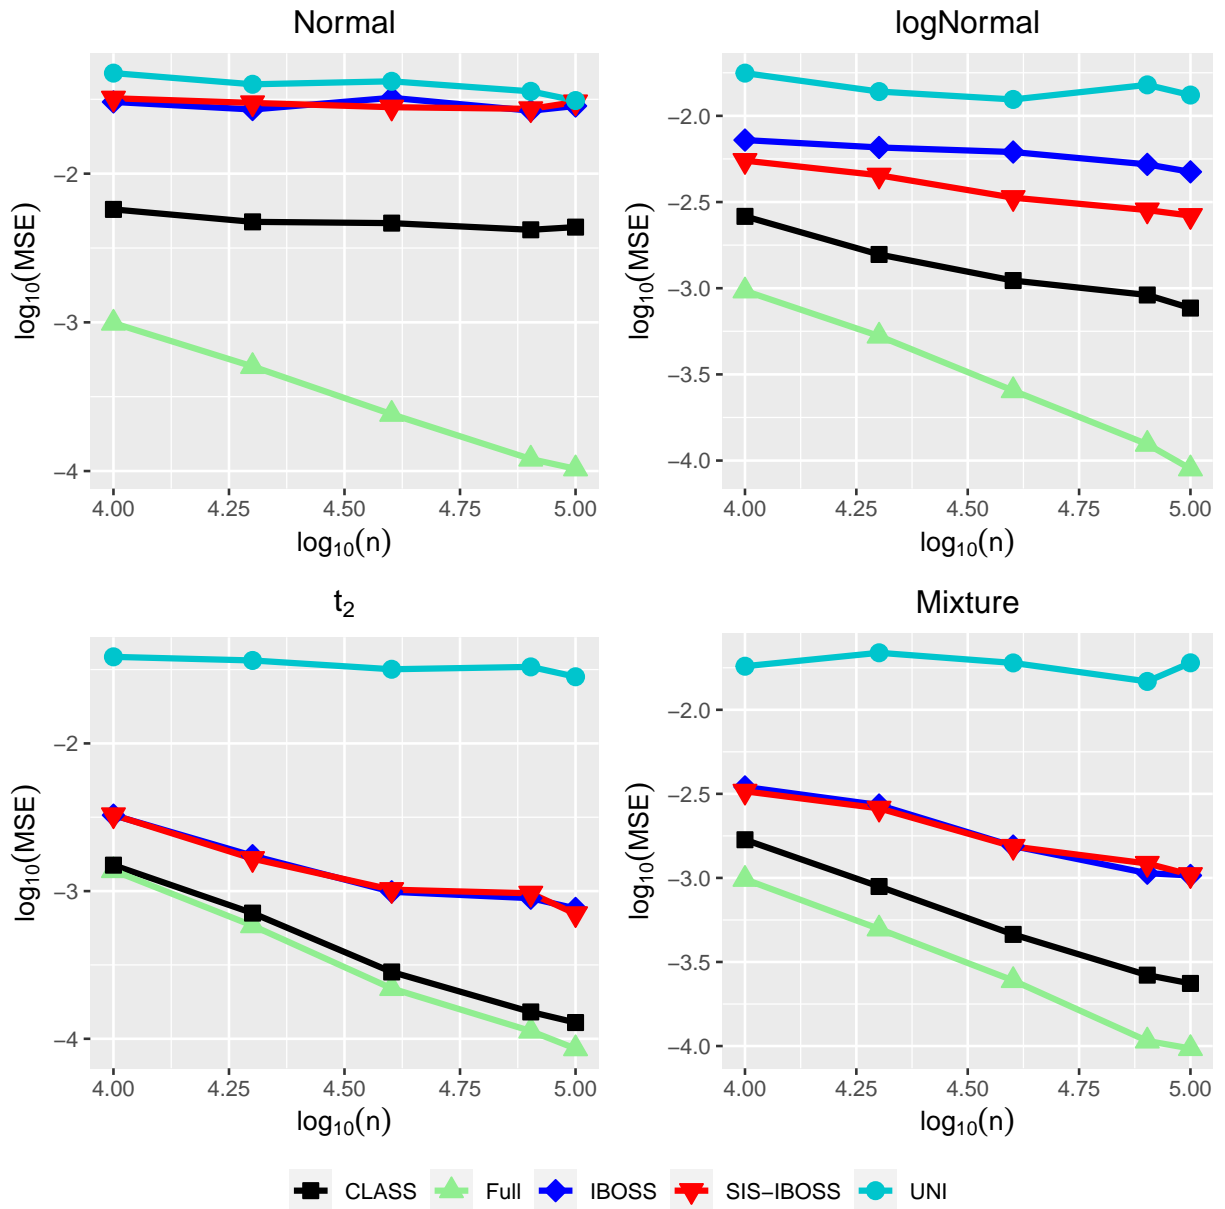 Normal
logNormal
−2
−3
−4
log₁₀(MSE)
4.00 4.25 4.50 4.75 5.00
log₁₀(n)
−2.0
−2.5
−3.0
−3.5
−4.0
log₁₀(MSE)
4.00 4.25 4.50 4.75 5.00
log₁₀(n)
t₂
Mixture
−2
−3
−4
log₁₀(MSE)
4.00 4.25 4.50 4.75 5.00
log₁₀(n)
−2.0
−2.5
−3.0
−3.5
−4.0
log₁₀(MSE)
4.00 4.25 4.50 4.75 5.00
log₁₀(n)
CLASS Full IBOSS SIS−IBOSS UNI